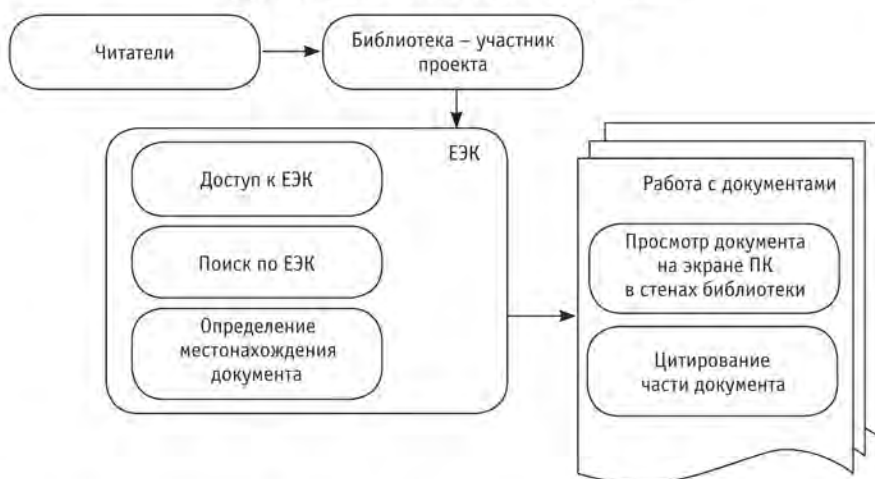 Читатели
Библиотека – участник
проекта
ЕЭК
Доступ к ЕЭК
Поиск по ЕЭК
Определение
местонахождения
документа
Работа с документами
Просмотр документа
на экране ПК
в стенах библиотеки
Цитирование
части документа